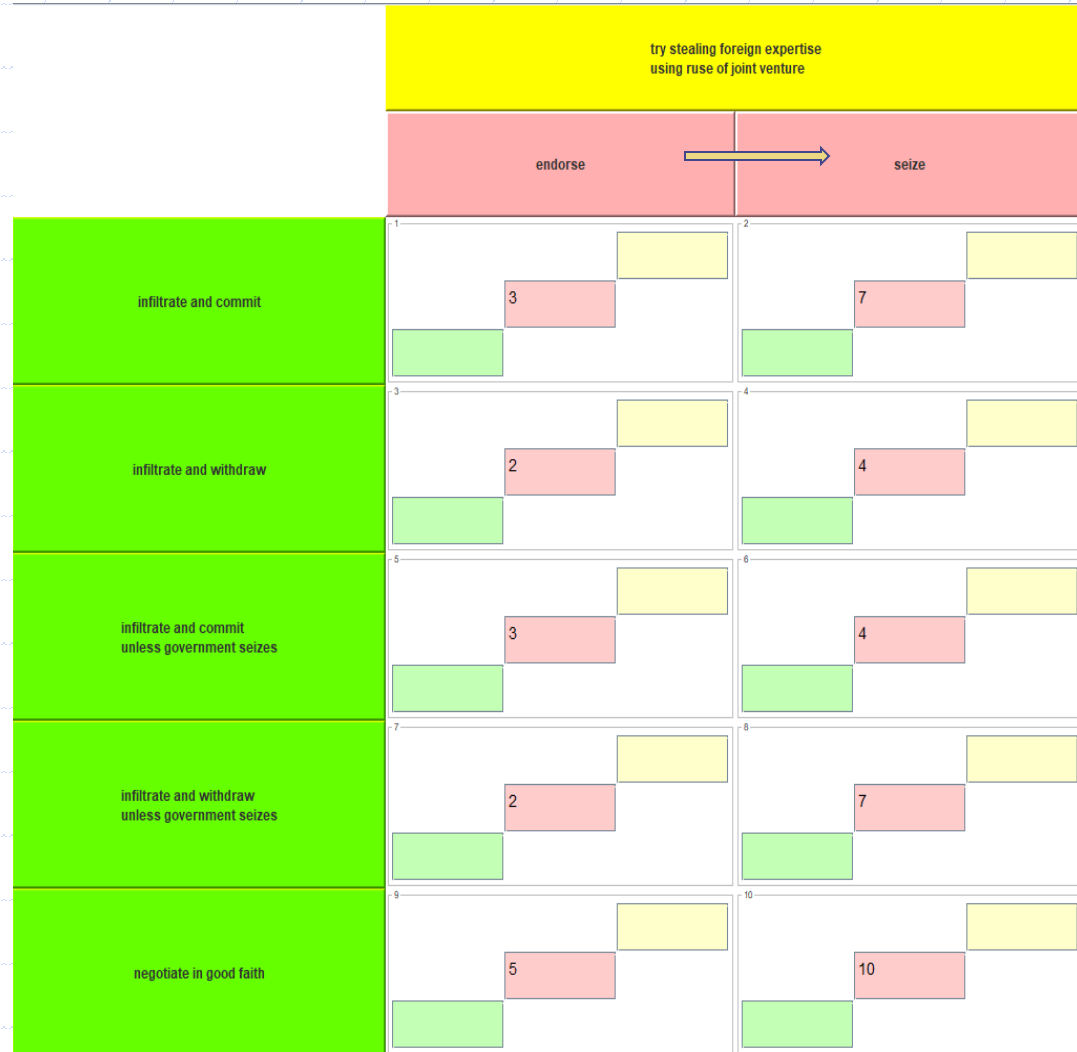 try stealing foreign expertise
using ruse of joint venture
endorse
seize
1
2
infiltrate and commit
3
7
3
4
infiltrate and withdraw
2
4
5
6
infiltrate and commit
unless government seizes
3
4
7
8
infiltrate and withdraw
unless government seizes
2
7
9
10
negotiate in good faith
5
10